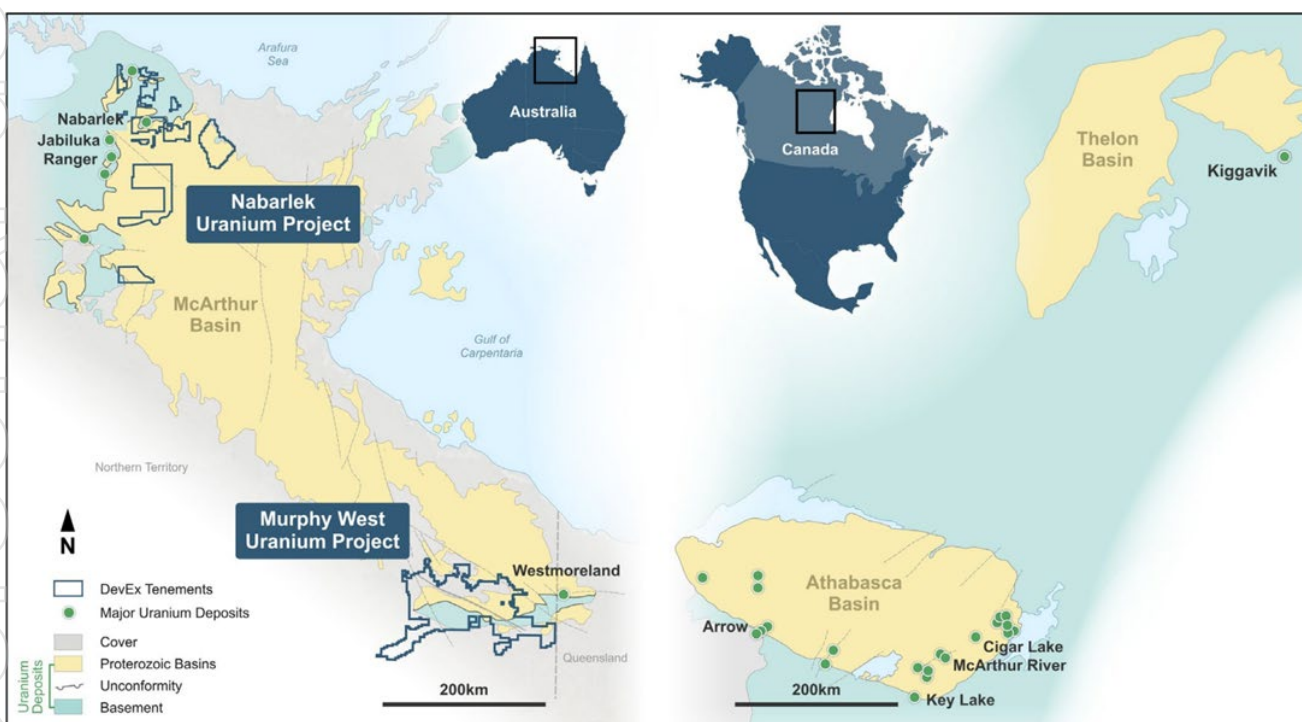 Arafura
Sea
Australia
Canada
Thelon
Basin
Kiggavik
Nabarlek
Jabiluka
Ranger
Nabarlek
Uranium Project
McArthur
Basin
Gulf of
Carpentaria
Northern Territory
Murphy West
Uranium Project
Westmoreland
Queensland
200km
N
DevEx Tenements
Major Uranium Deposits
Cover
Proterozoic Basins
Unconformity
Basement
Uranium
Deposits
Athabasca
Basin
Arrow
Cigar Lake
McArthur River
Key Lake
200km